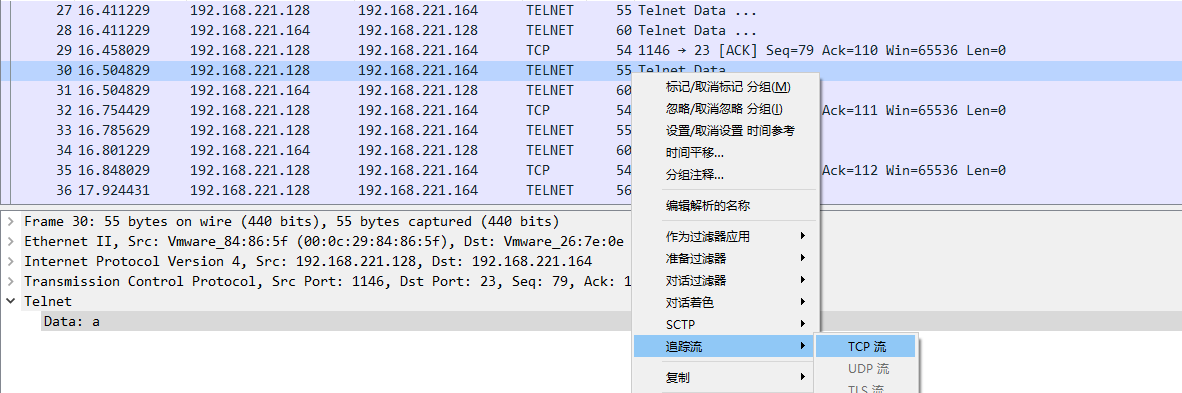 27 16.411229 192.168.221.128 192.168.221.164 TELNET 55 Telnet Data ...
28 16.411229 192.168.221.164 192.168.221.128 TELNET 60 Telnet Data ...
29 16.458029 192.168.221.128 192.168.221.164 TCP 54 1146 → 23 [ACK] Seq=79 Ack=110 Win=65536 Len=0
30 16.504829 192.168.221.128 192.168.221.164 TELNET 55 Telnet Data
31 16.504829 192.168.221.164 192.168.221.128 TELNET 60
32 16.754429 192.168.221.128 192.168.221.164 TCP 54 Ack=111 Win=65536 Len=0
33 16.785629 192.168.221.128 192.168.221.164 TELNET 55
34 16.801229 192.168.221.164 192.168.221.128 TELNET 60
35 16.848029 192.168.221.128 192.168.221.164 TCP 54 Ack=112 Win=65536 Len=0
36 17.924431 192.168.221.128 192.168.221.164 TELNET 56
标记/取消标记 分组(M)
忽略/取消忽略 分组(I)
设置/取消设置 时间参考
时间平移...
分组注释...
编辑解析的名称
作为过滤器应用
准备过滤器
对话过滤器
对话着色
SCTP
追踪流
复制
TCP 流
UDP 流
TLS 流
Frame 30: 55 bytes on wire (440 bits), 55 bytes captured (440 bits)
Ethernet II, Src: Vmware_84:86:5f (00:0c:29:84:86:5f), Dst: Vmware_26:7e:0e
Internet Protocol Version 4, Src: 192.168.221.128, Dst: 192.168.221.164
Transmission Control Protocol, Src Port: 1146, Dst Port: 23, Seq: 79, Ack: 1
Telnet
Data: a